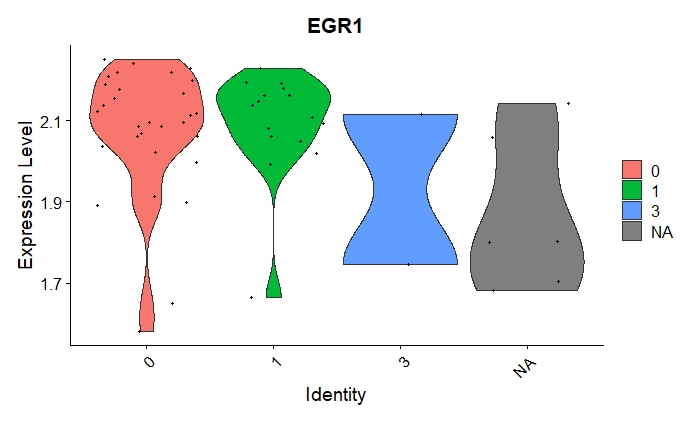 EGR1
Expression Level
2.1
1.9
1.7
0
1
3
NA
Identity
0
1
3
NA